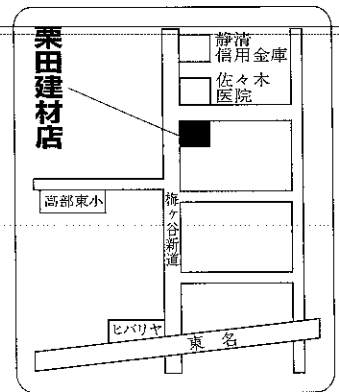 栗田建材店
静清
信用金庫
佐々木
医院
高部東小
梅ヶ谷新道
ヒバリヤ
東名